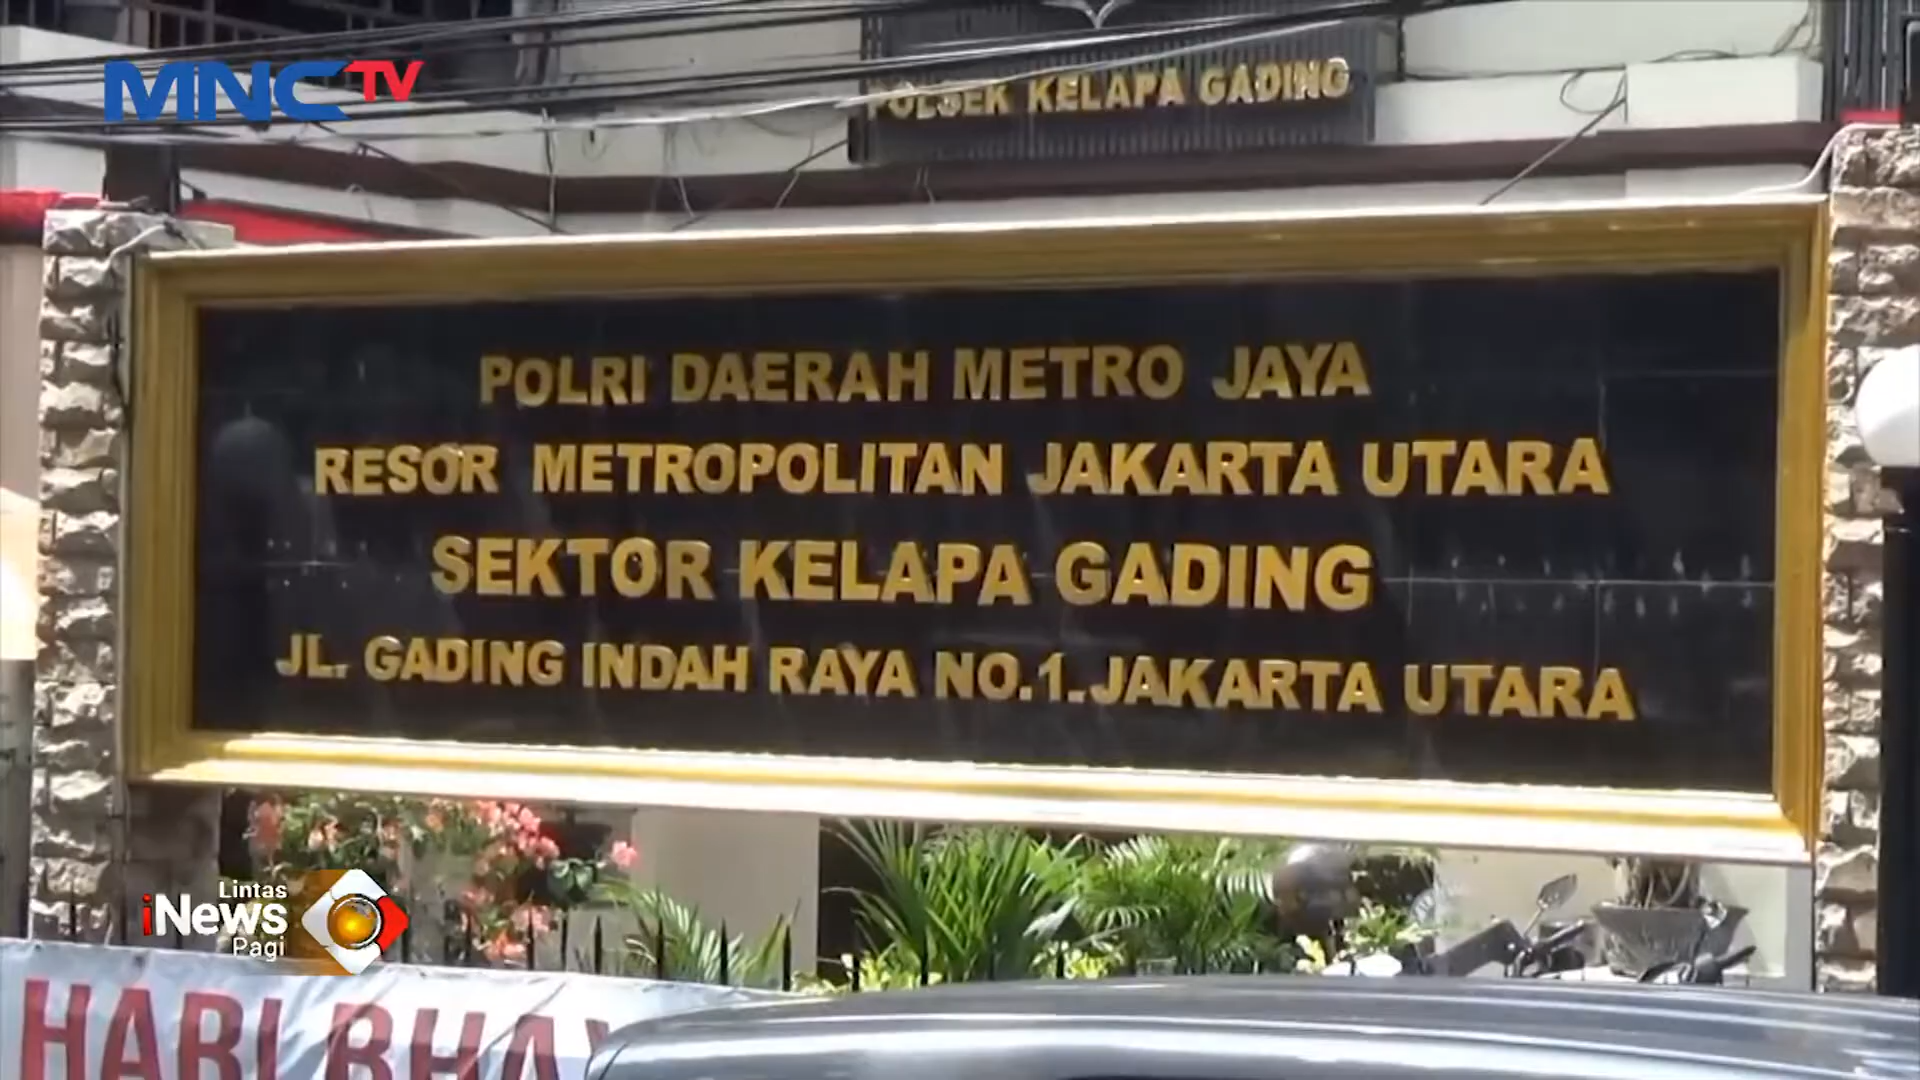 MNCTV
POLSEK KELAPA GADING
POLRI DAERAH METRO JAYA
RESOR METROPOLITAN JAKARTA UTARA
SEKTOR KELAPA GADING
JL. GADING INDAH RAYA NO.1.JAKARTA UTARA
Lintas
iNews
Pagi
HARI BHAY